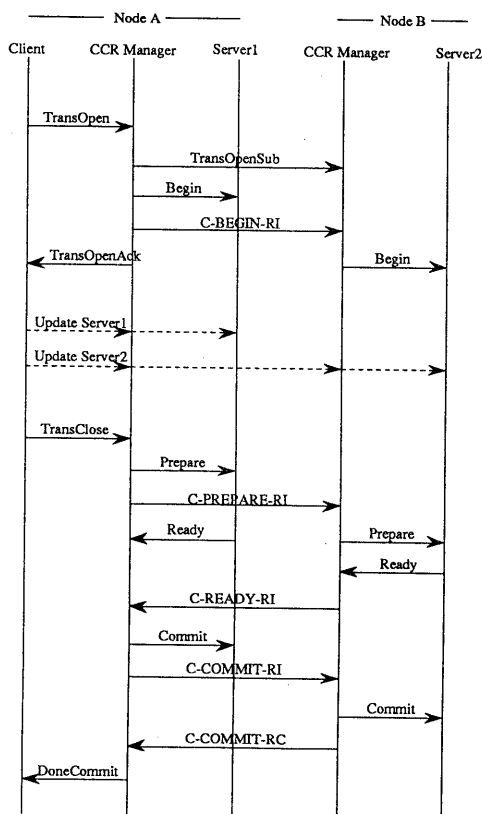 Node A
Node B
Client
CCR Manager
Server1
CCR Manager
Server2
TransOpen
TransOpenSub
Begin
C-BEGIN-RI
TransOpenAck
Begin
Update Server1
Update Server2
TransClose
Prepare
C-PREPARE-RI
Ready
Prepare
Ready
C-READY-RI
Commit
C-COMMIT-RI
Commit
C-COMMIT-RC
DoneCommit